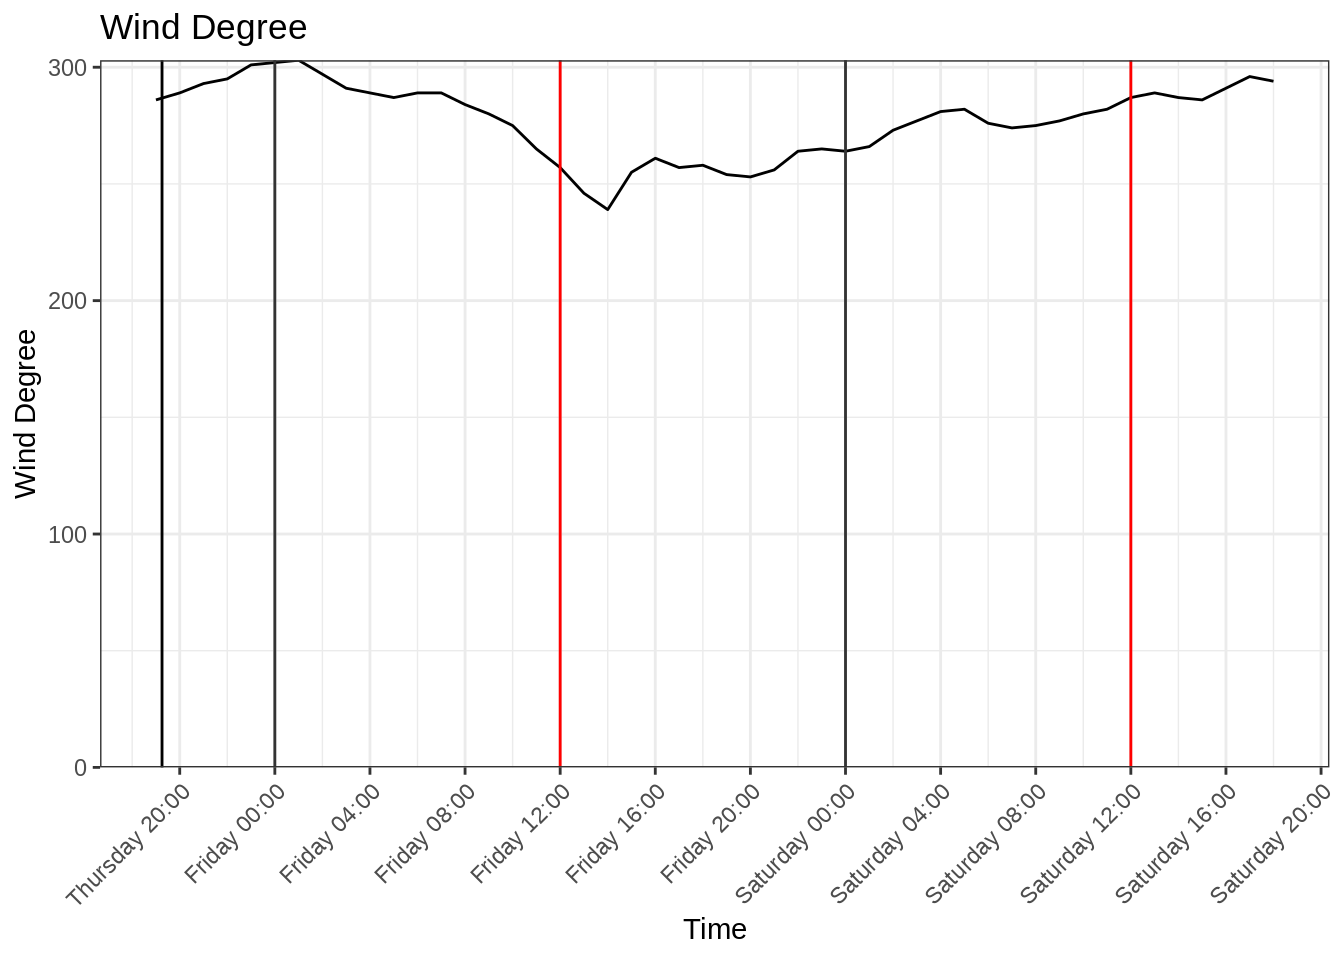 Wind Degree
Wind Degree
300
200
100
0
Thursday 20:00
Friday 00:00
Friday 04:00
Friday 08:00
Friday 12:00
Friday 16:00
Friday 20:00
Saturday 00:00
Saturday 04:00
Saturday 08:00
Saturday 12:00
Saturday 16:00
Saturday 20:00
Time